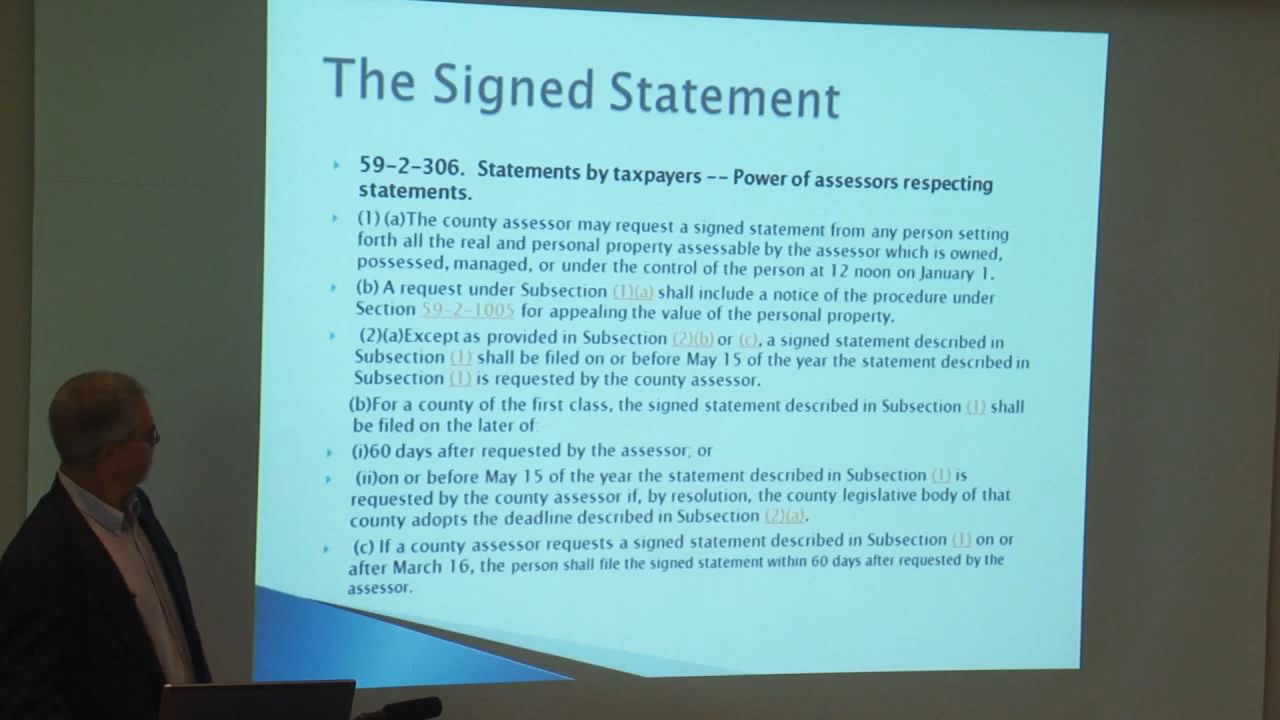 The Signed Statement
59-2-306. Statements by taxpayers -- Power of assessors respecting
statements.
(1) (a)The county assessor may request a signed statement from any person setting
forth all the real and personal property assessable by the assessor which is owned,
possessed, managed, or under the control of the person at 12 noon on January 1.
(b) A request under Subsection (1)(a) shall include a notice of the procedure under
Section 59-2-1005 for appealing the value of the personal property.
(2)(a)Except as provided in Subsection (2)(b) or (c), a signed statement described in
Subsection (1) shall be filed on or before May 15 of the year the statement described in
Subsection (1) is requested by the county assessor.
(b)For a county of the first class, the signed statement described in Subsection (1) shall
be filed on the later of:
(i)60 days after requested by the assessor; or
(ii)on or before May 15 of the year the statement described in Subsection (1) is
requested by the county assessor if, by resolution, the county legislative body of that
county adopts the deadline described in Subsection (2)(a).
(c) If a county assessor requests a signed statement described in Subsection (1) on or
after March 16, the person shall file the signed statement within 60 days after requested by the
assessor.